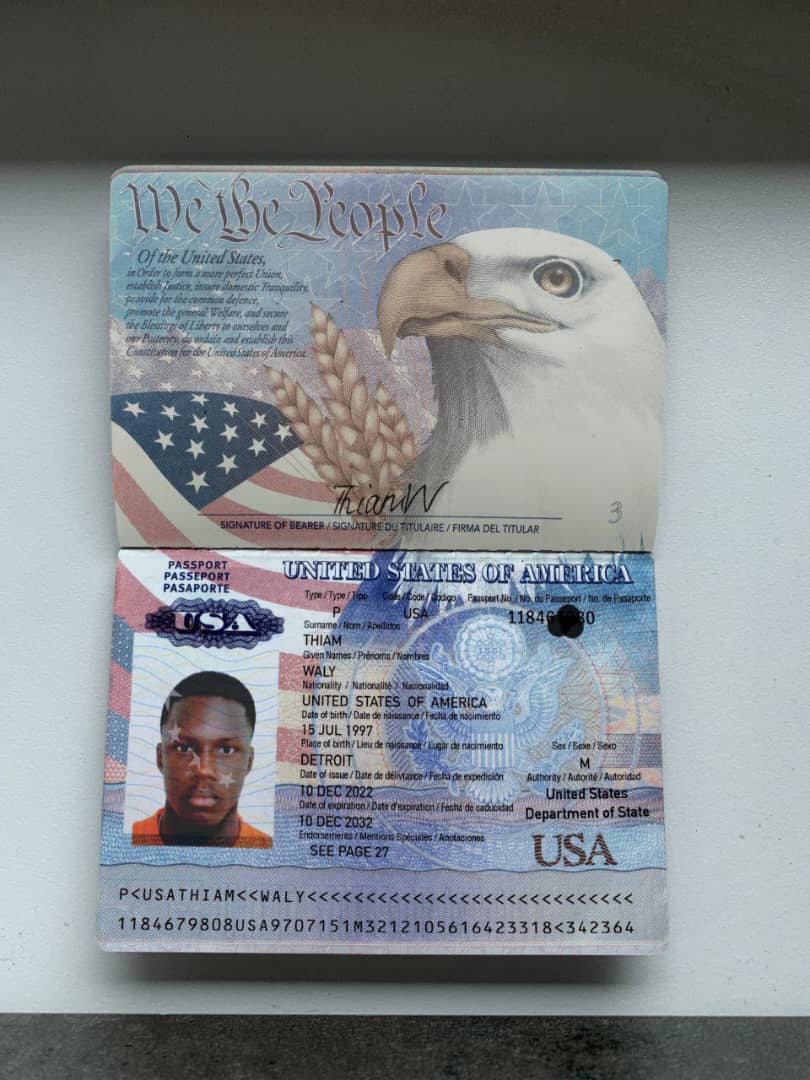 We the People
Of the United States,
in Order to form a more perfect Union,
establish Justice, insure domestic Tranquility,
provide for the common defence,
promote the general Welfare, and secure
the Blessings of Liberty to ourselves and
our Posterity, do ordain and establish this
Constitution for the United States of America.
ThiamW
SIGNATURE OF BEARER / SIGNATURE DU TITULAIRE / FIRMA DEL TITULAR
3
PASSPORT
PASSEPORT
PASAPORTE
USA
UNITED STATES OF AMERICA
Type / Type / Tipo Code / Code / Codigo Passport No. / No. du Passeport / No. de Pasaporte
P USA
Surname / Nom / Apellidos
THIAM
Given Names / Prénoms / Nombres
WALY
Nationality / Nationalité / Nacionalidad
UNITED STATES OF AMERICA
Date of birth / Date de naissance / Fecha de nacimiento
15 JUL 1997
Place of birth / Lieu de naissance / Lugar de nacimiento Sex / Sexe / Sexo
DETROIT M
Date of issue / Date de délivrance / Fecha de expedición Authority / Autorité / Autoridad
10 DEC 2022 United States
Date of expiration / Date d'expiration / Fecha de caducidad Department of State
10 DEC 2032
Endorsements / Mentions Spéciales / Anotaciones
SEE PAGE 27 USA
P<USATHIAM<<WALY<<<<<<<<<<<<<<<<<<<<<<<<<<<<
1184679808USA9707151M3212105616423318<342364